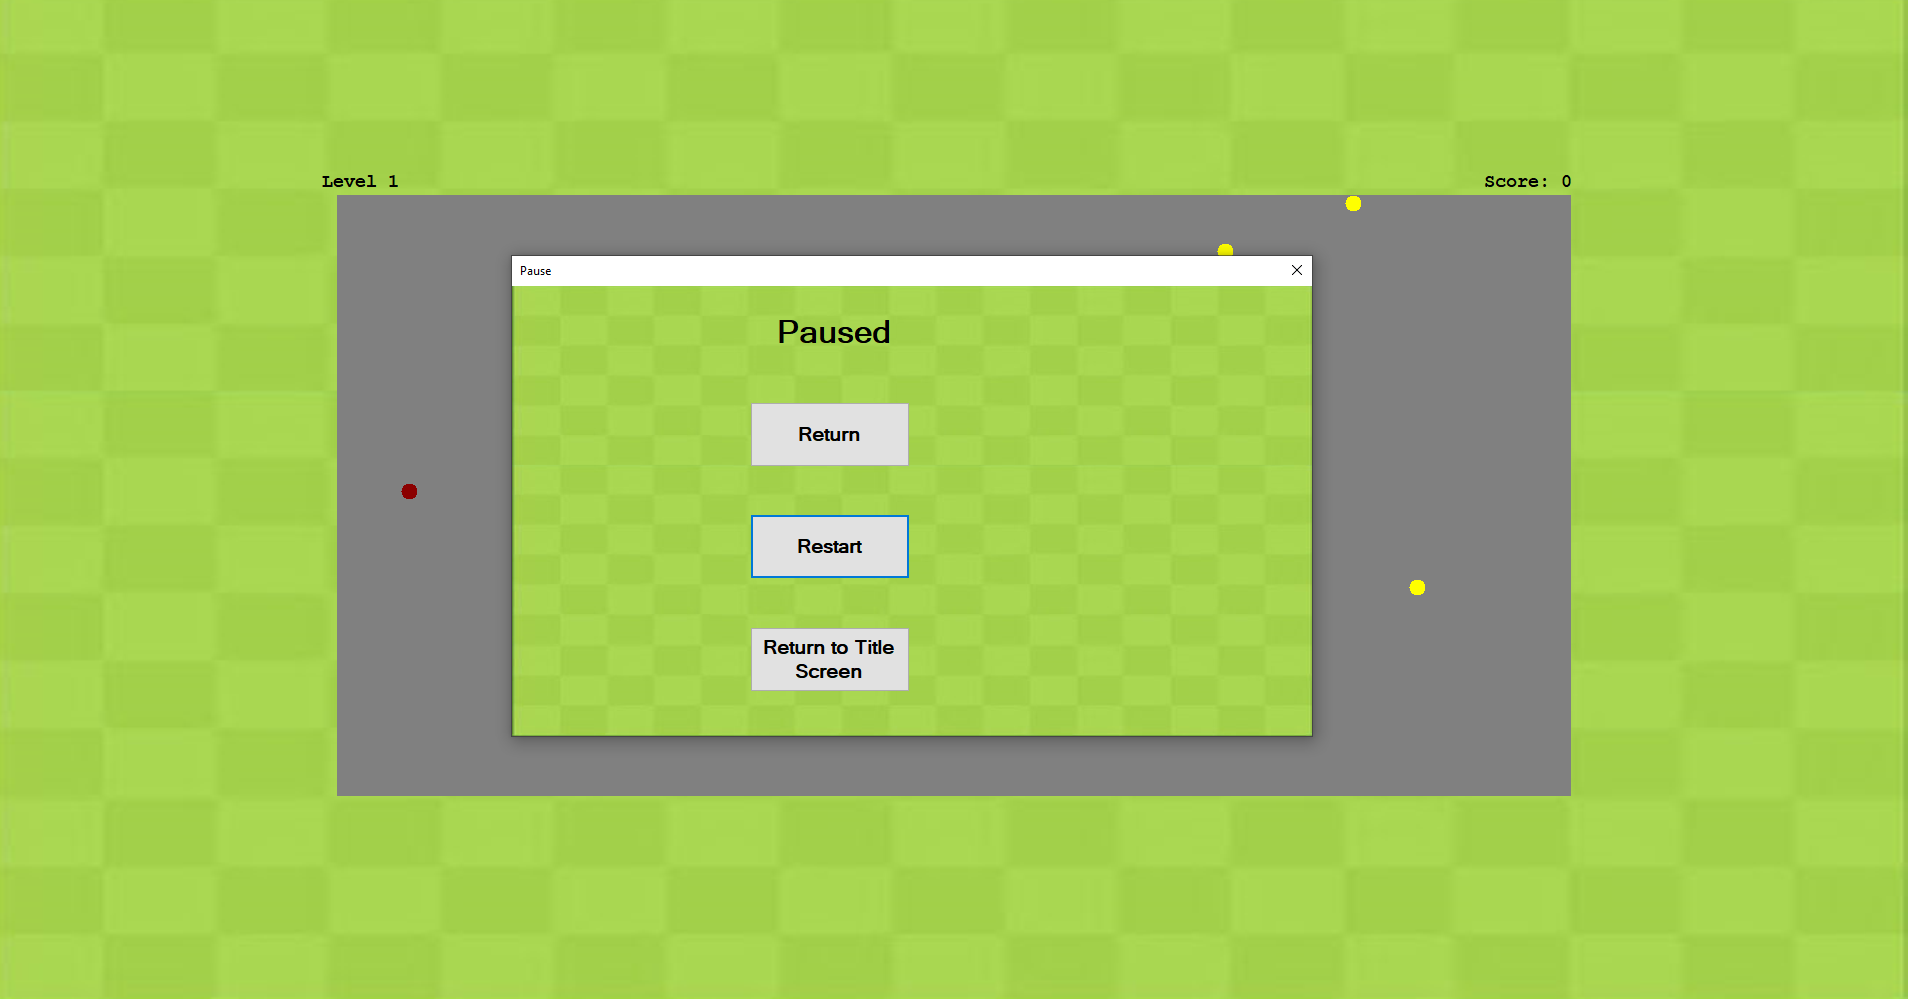 Level 1
Score: 0
Pause
Paused
Return
Restart
Return to Title
Screen